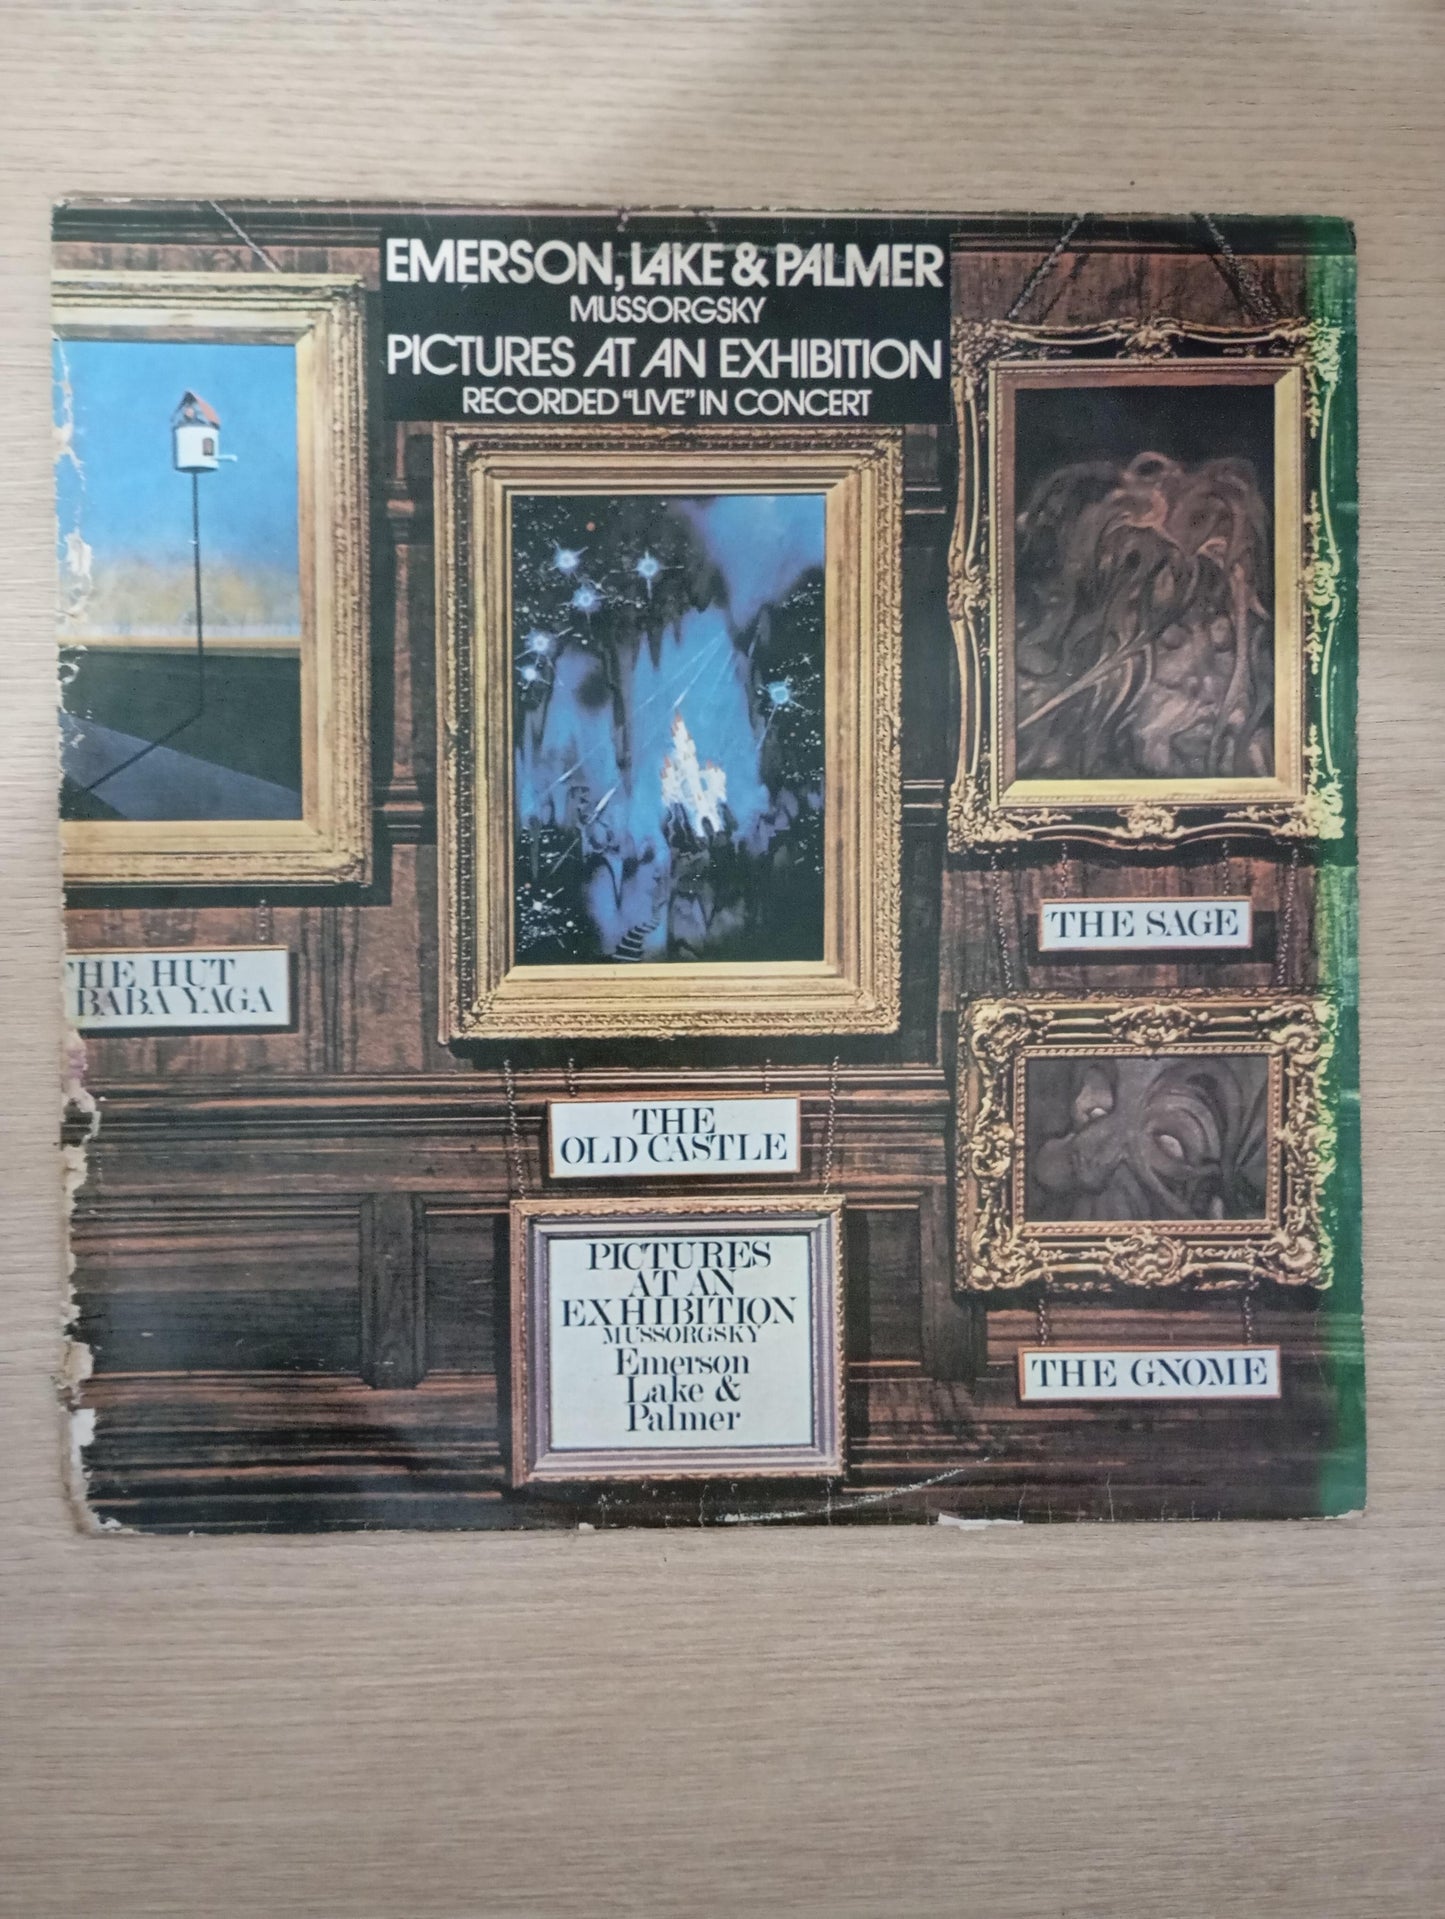 EMERSON, LAKE & PALMER
MUSSORGSKY
PICTURES AT AN EXHIBITION
RECORDED "LIVE" IN CONCERT
THE SAGE
HE HUT
BABA YAGA
THE
OLD CASTLE
PICTURES
AT AN
EXHIBITION
MUSSORGSKY
Emerson
Lake &
Palmer
THE GNOME